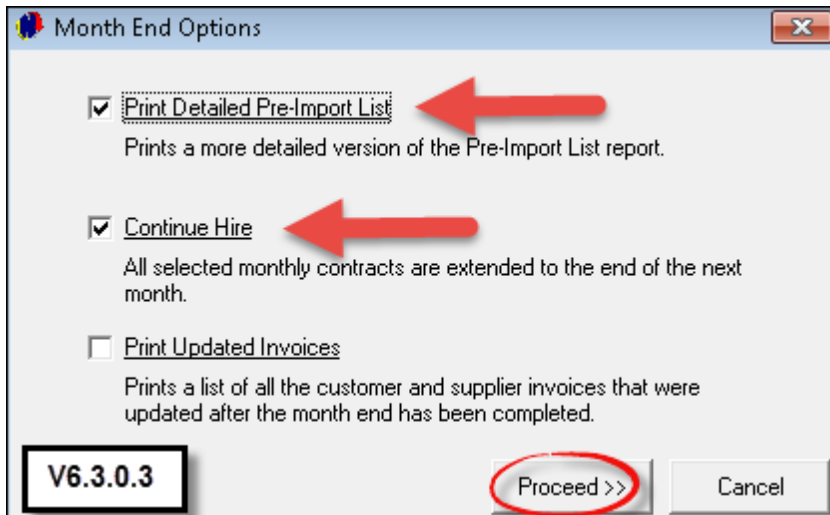 Month End Options
Print Detailed Pre-Import List
Prints a more detailed version of the Pre-Import List report.
Continue Hire
All selected monthly contracts are extended to the end of the next
month.
Print Updated Invoices
Prints a list of all the customer and supplier invoices that were
updated after the month end has been completed.
V6.3.0.3
Proceed >>
Cancel